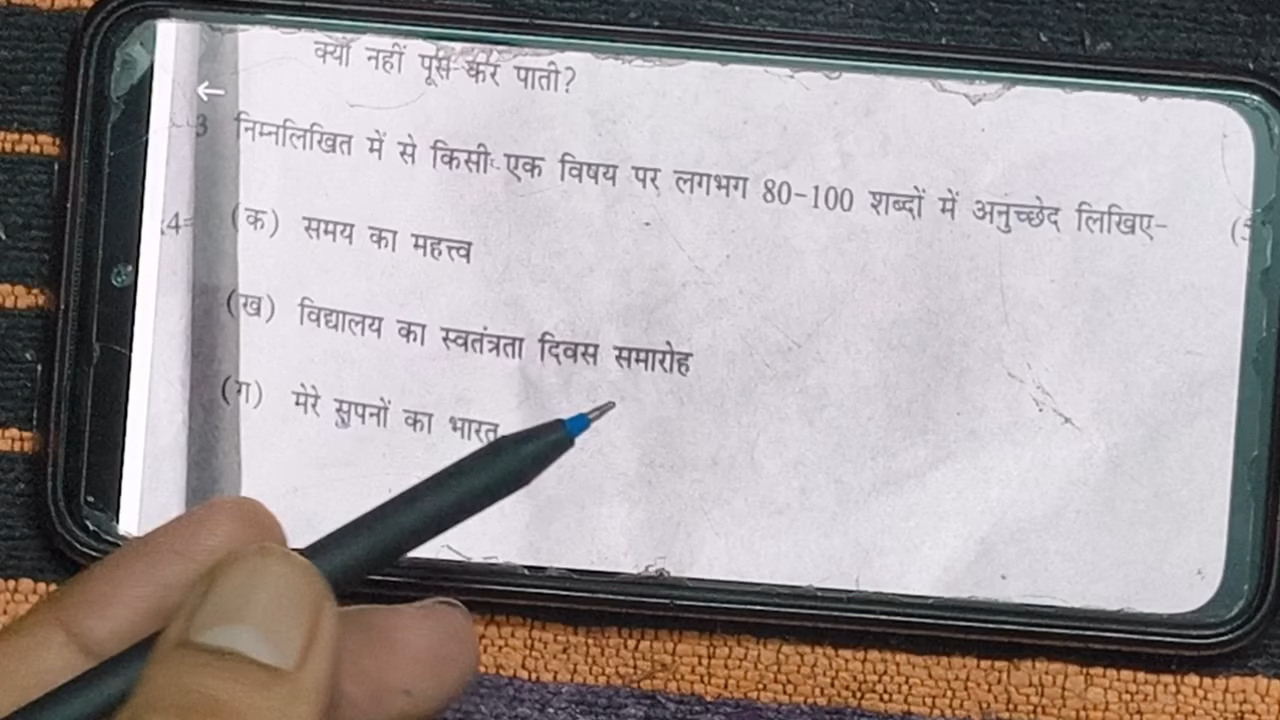 क्यों नहीं पूरा कर पाती?
3 निम्नलिखित में से किसी एक विषय पर लगभग 80-100 शब्दों में अनुच्छेद लिखिए- (5
(क) समय का महत्त्व
(ख) विद्यालय का स्वतंत्रता दिवस समारोह
(ग) मेरे सपनों का भारत